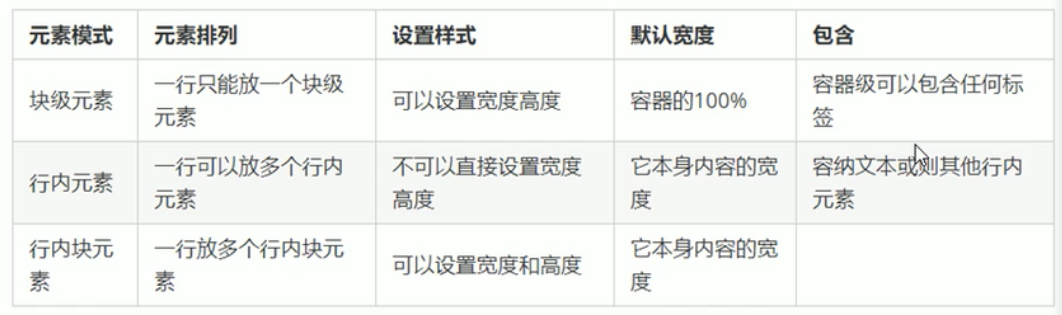 元素模式 元素排列 设置样式 默认宽度 包含
块级元素 一行只能放一个块级元素 可以设置宽度高度 容器的100% 容器级可以包含任何标签
行内元素 一行可以放多个行内元素 不可以直接设置宽度高度 它本身内容的宽度 容纳文本或则其他行内元素
行内块元素 一行放多个行内块元素 可以设置宽度和高度 它本身内容的宽度